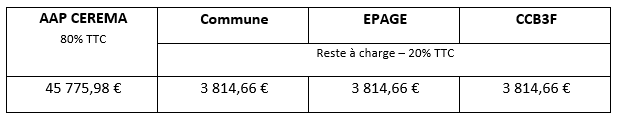 AAP CEREMA
80% TTC
Commune
EPAGE
CCB3F
Reste à charge – 20% TTC
45 775,98 €
3 814,66 €
3 814,66 €
3 814,66 €